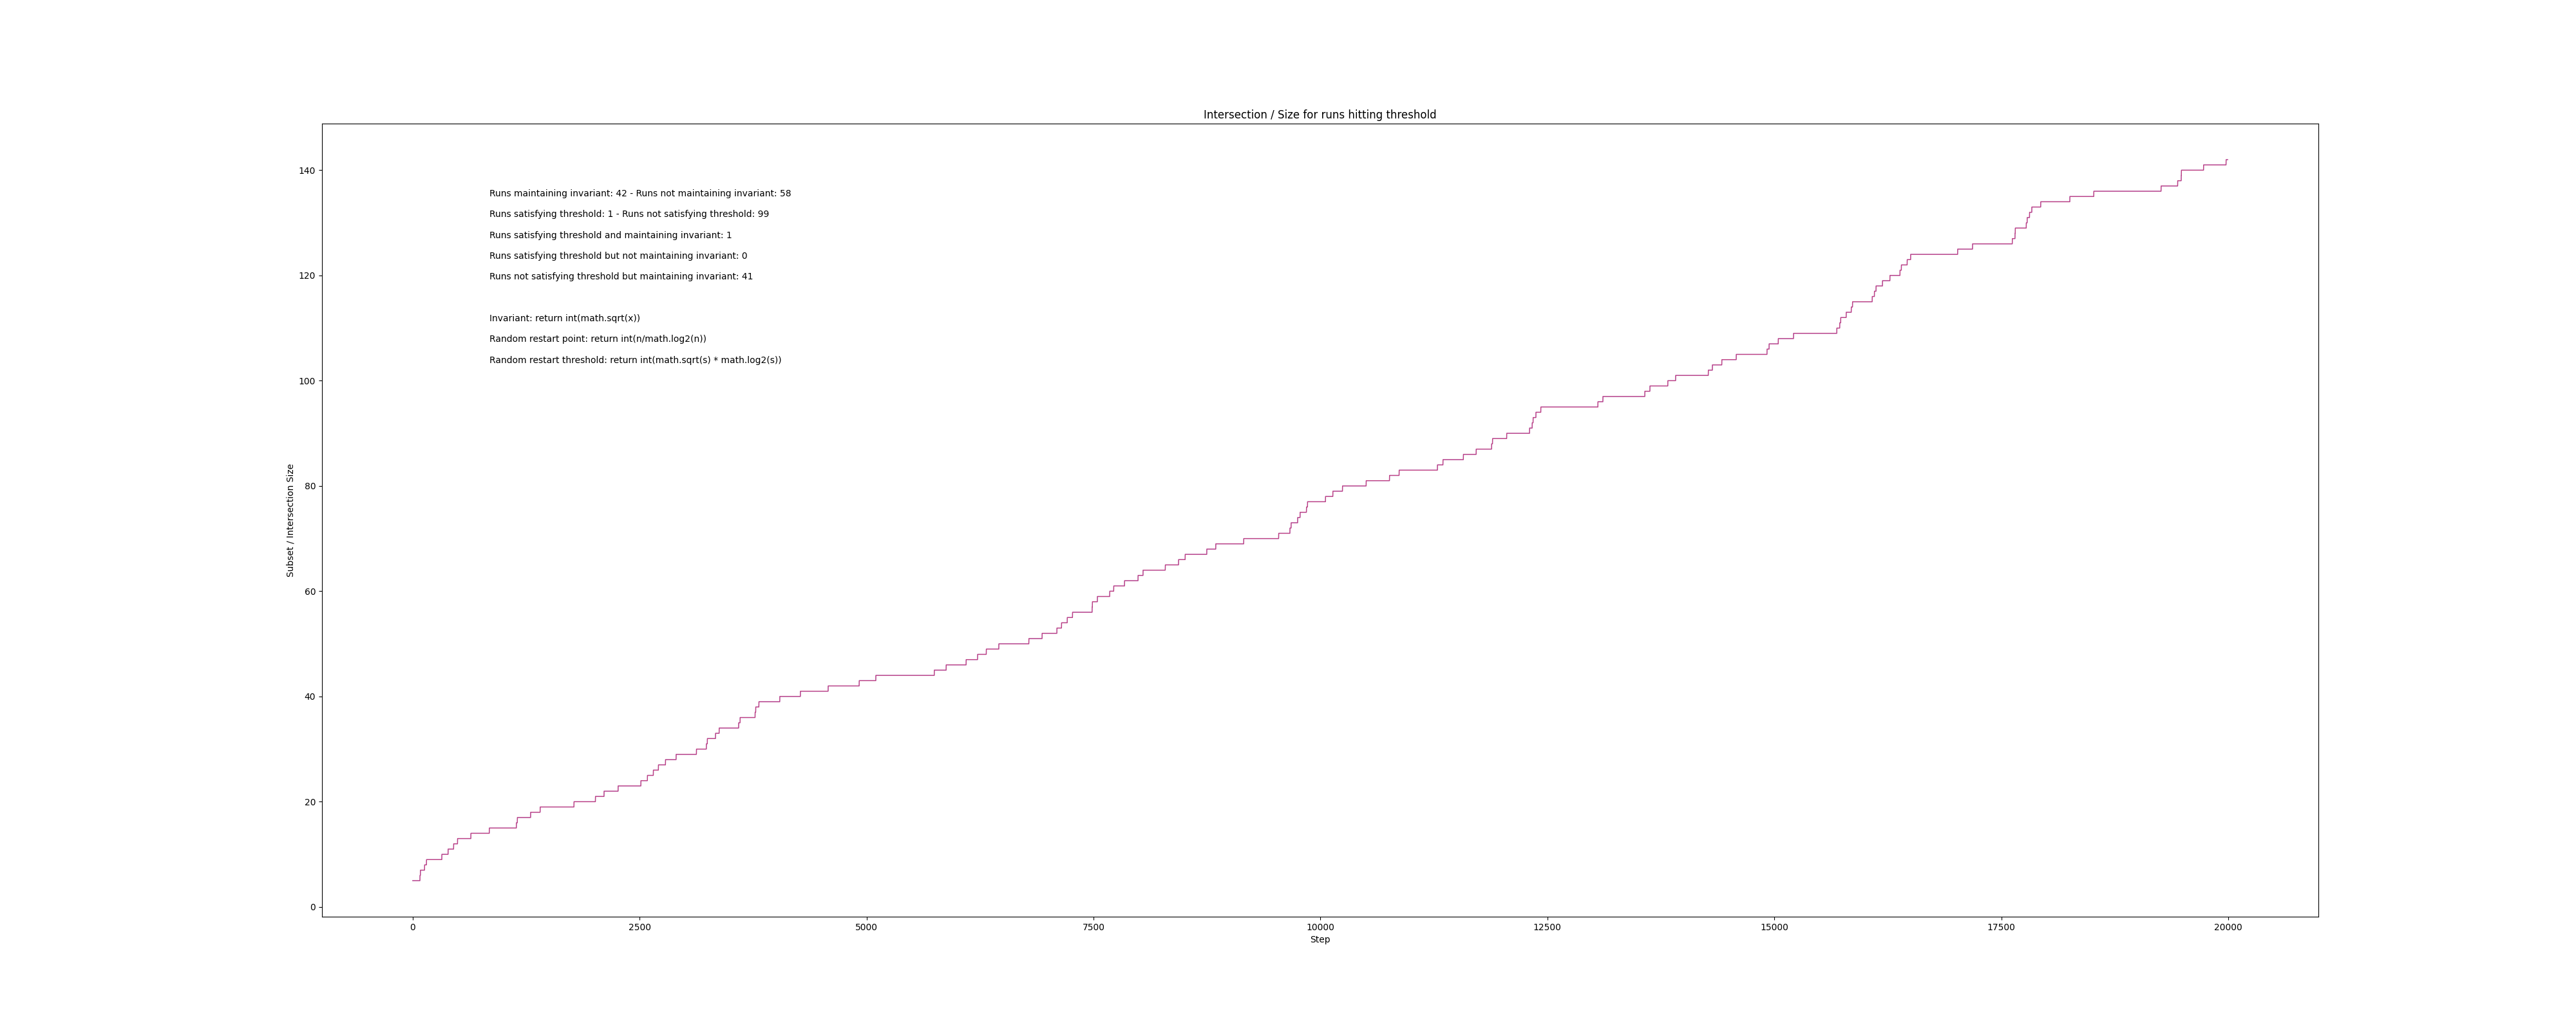 Intersection / Size for runs hitting threshold
140
120
100
80
60
40
20
0
Subset / Intersection Size
Runs maintaining invariant: 42 - Runs not maintaining invariant: 58
Runs satisfying threshold: 1 - Runs not satisfying threshold: 99
Runs satisfying threshold and maintaining invariant: 1
Runs satisfying threshold but not maintaining invariant: 0
Runs not satisfying threshold but maintaining invariant: 41
Invariant: return int(math.sqrt(x))
Random restart point: return int(n/math.log2(n))
Random restart threshold: return int(math.sqrt(s) * math.log2(s))
0 2500 5000 7500 10000 12500 15000 17500 20000
Step